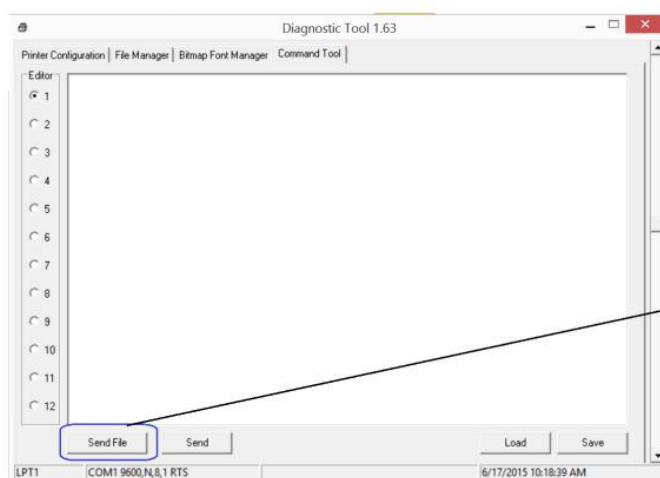 Diagnostic Tool 1.63
Printer Configuration File Manager Bitmap Font Manager Command Tool
Editor
1
2
3
4
5
6
7
8
9
10
11
12
Send File Send Load Save
LPT1 COM1 9600,N,8,1 RTS 6/17/2015 10:18:39 AM